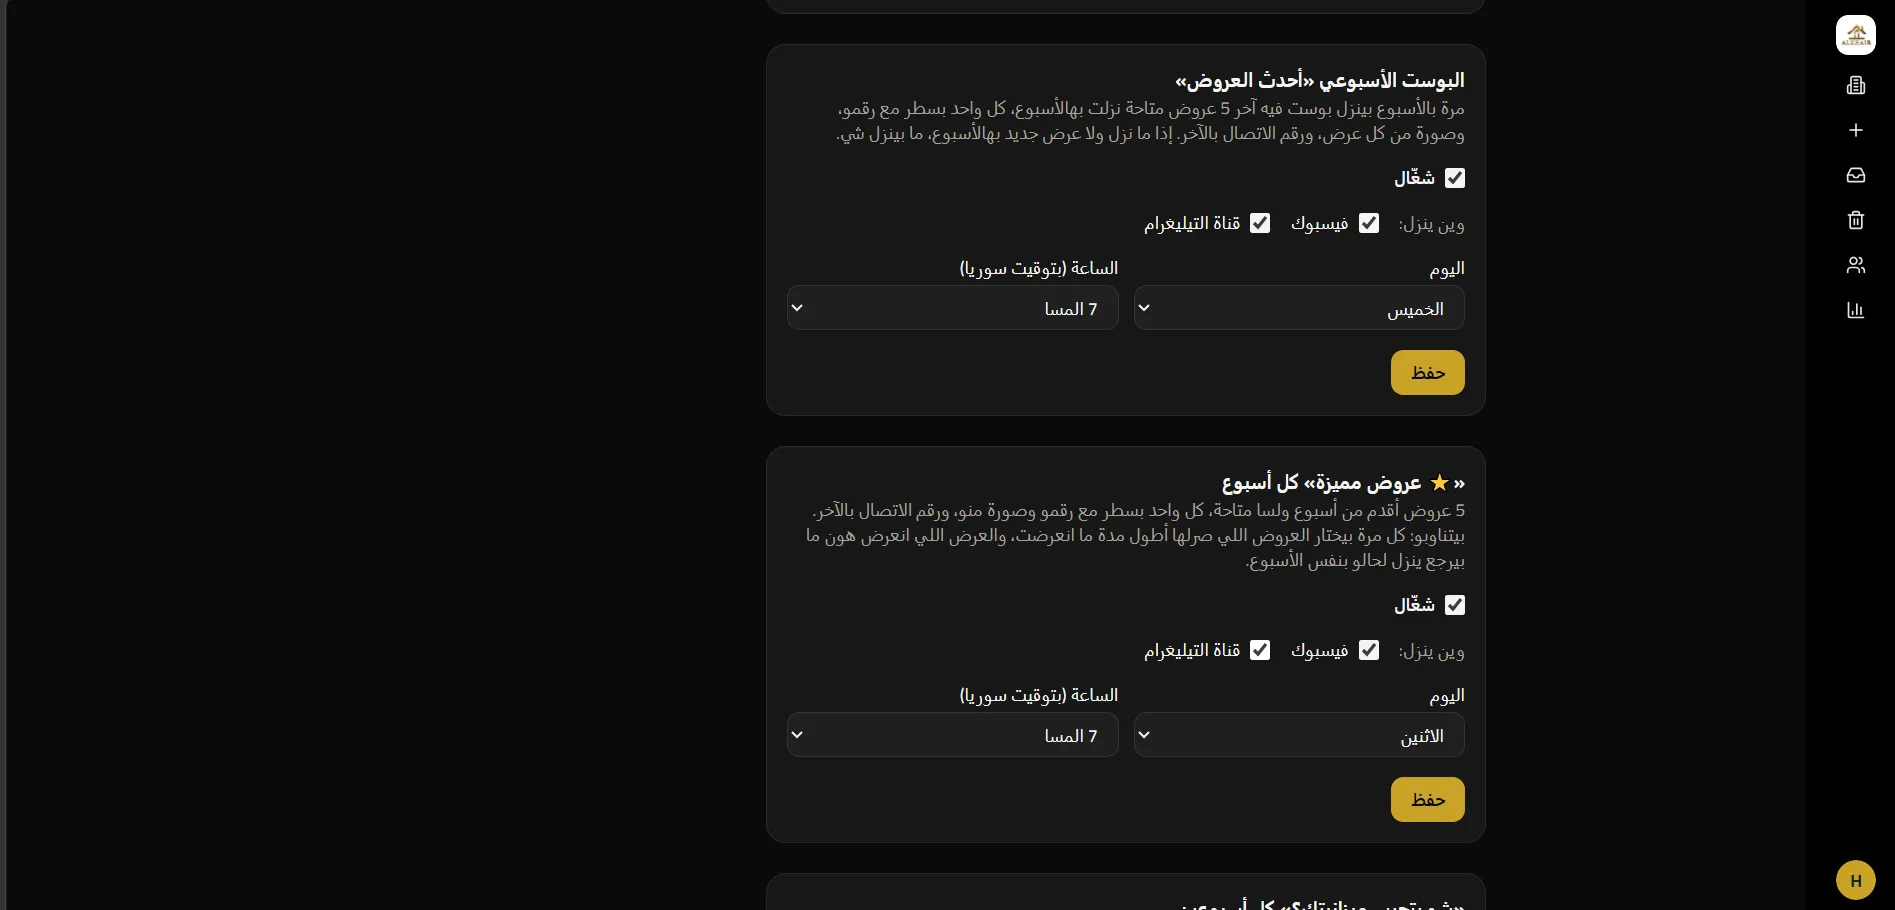 ALKHAIR
البوست الأسبوعي «أحدث العروض»
مرة بالأسبوع بينزل بوست فيه آخر 5 عروض متاحة نزلت بهالأسبوع، كل واحد بسطر مع رقمو،
وصورة من كل عرض، ورقم الاتصال بالآخر. إذا ما نزل ولا عرض جديد بهالأسبوع، ما بينزل شي.
شغّال
وين ينزل: فيسبوك قناة التيليغرام
اليوم
الساعة (بتوقيت سوريا)
الخميس
7 المسا
حفظ
«⭐ عروض مميزة» كل أسبوع
5 عروض أقدم من أسبوع ولسا متاحة، كل واحد بسطر مع رقمو وصورة منو، ورقم الاتصال بالآخر.
بيتناوبو: كل مرة بيختار العروض اللي صرلها أطول مدة ما انعرضت، والعرض اللي انعرض هون ما
بيرجع ينزل لحالو بنفس الأسبوع.
شغّال
وين ينزل: فيسبوك قناة التيليغرام
اليوم
الساعة (بتوقيت سوريا)
الاثنين
7 المسا
حفظ
H